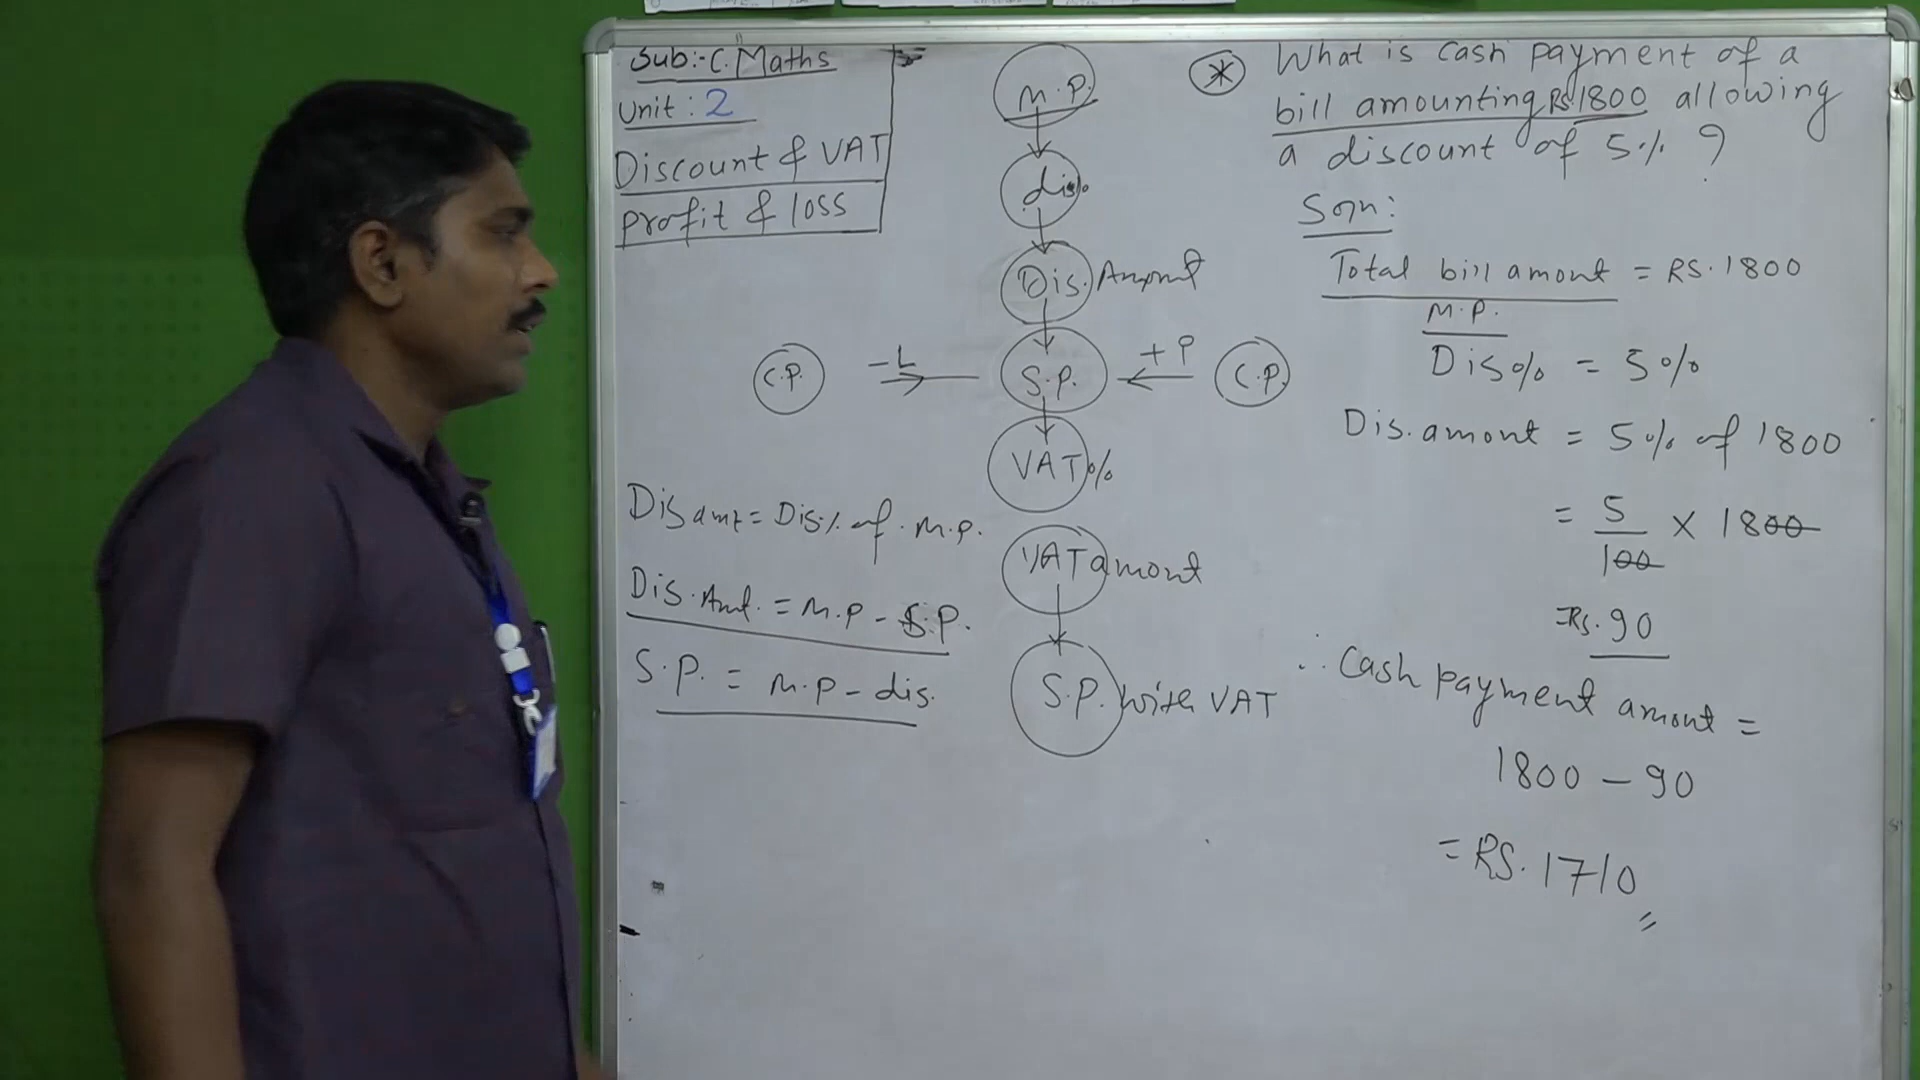 Sub:- C. Maths
Unit : 2
Discount & VAT
profit & loss
M.P.
dis%
Dis. Amount
C.P. -L S.P. +P C.P.
VAT%
VAT amont
S.P. with VAT
Dis amt = Dis% of M.P.
Dis. Amt. = M.P - S.P.
S.P. = M.P - dis.
* What is cash payment of a
bill amounting Rs.1800 allowing
a discount of 5% ?
Soln:
Total bill amont = RS. 1800
M.P.
Dis% = 5%
Dis. amont = 5% of 1800
= 5/100 X 1800
=Rs. 90
∴ Cash payment amont =
1800 - 90
= RS. 1710